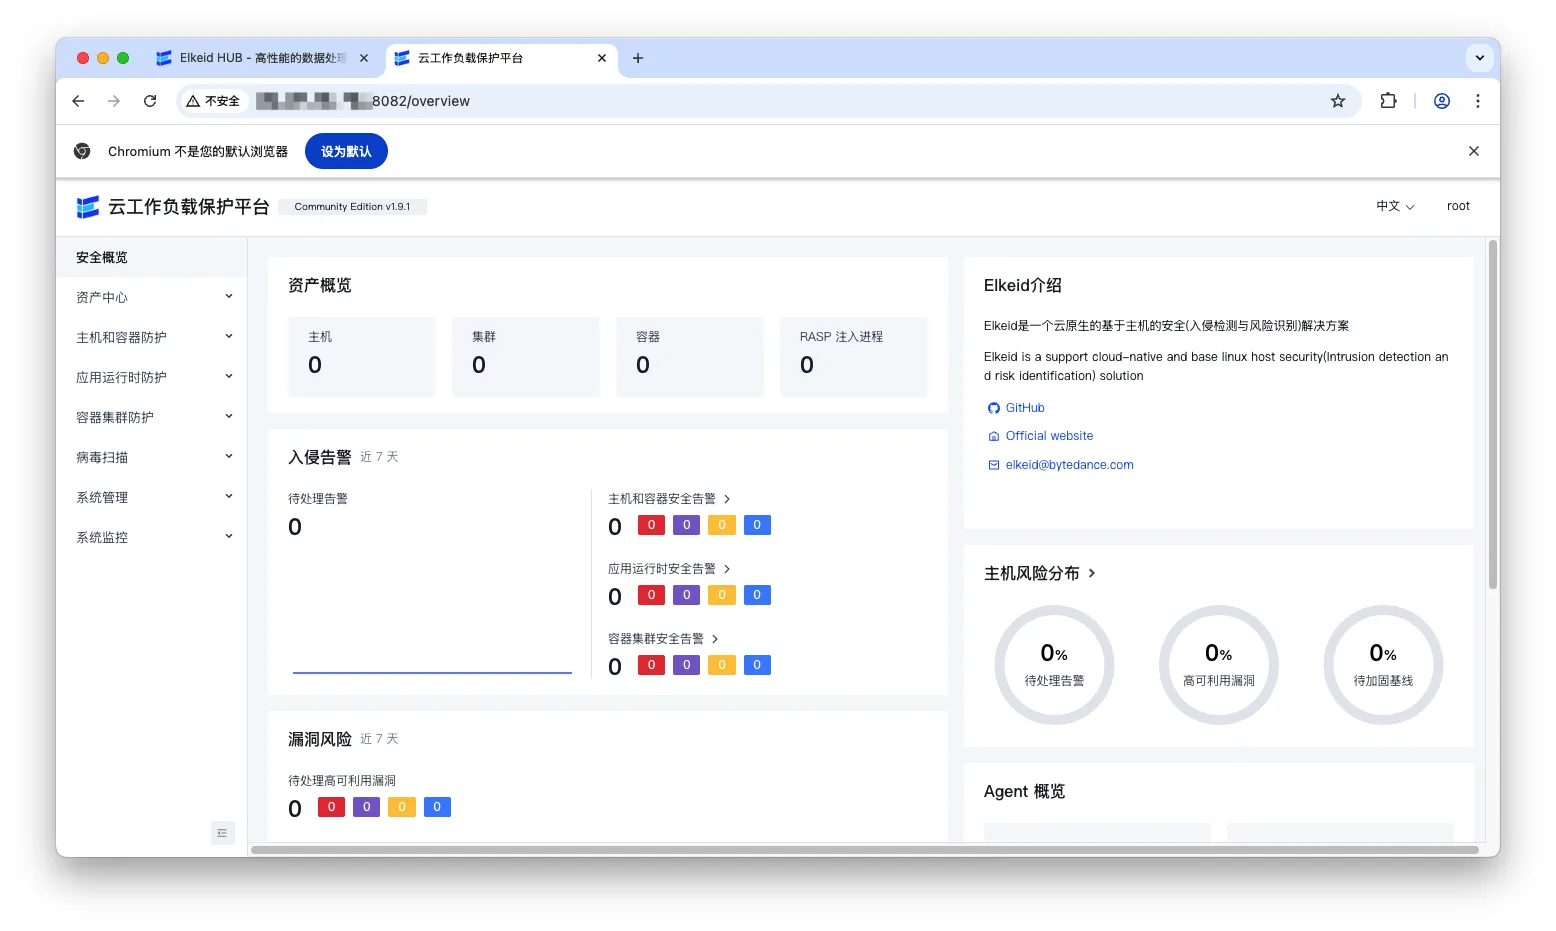 Elkeid HUB - 高性能的数据处理
云工作负载保护平台
不安全
8082/overview
Chromium 不是您的默认浏览器
设为默认
云工作负载保护平台
Community Edition v1.9.1
中文
root
安全概览
资产中心
主机和容器防护
应用运行时防护
容器集群防护
病毒扫描
系统管理
系统监控
资产概览
主机
0
集群
0
容器
0
RASP 注入进程
0
入侵告警 近 7 天
待处理告警
0
主机和容器安全告警
0 0 0 0 0
应用运行时安全告警
0 0 0 0 0
容器集群安全告警
0 0 0 0 0
漏洞风险 近 7 天
待处理高可利用漏洞
0 0 0 0 0
Elkeid介绍
Elkeid是一个云原生的基于主机的安全(入侵检测与风险识别)解决方案
Elkeid is a support cloud-native and base linux host security(Intrusion detection an
d risk identification) solution
GitHub
Official website
elkeid@bytedance.com
主机风险分布
0%
待处理告警
0%
高可利用漏洞
0%
待加固基线
Agent 概览